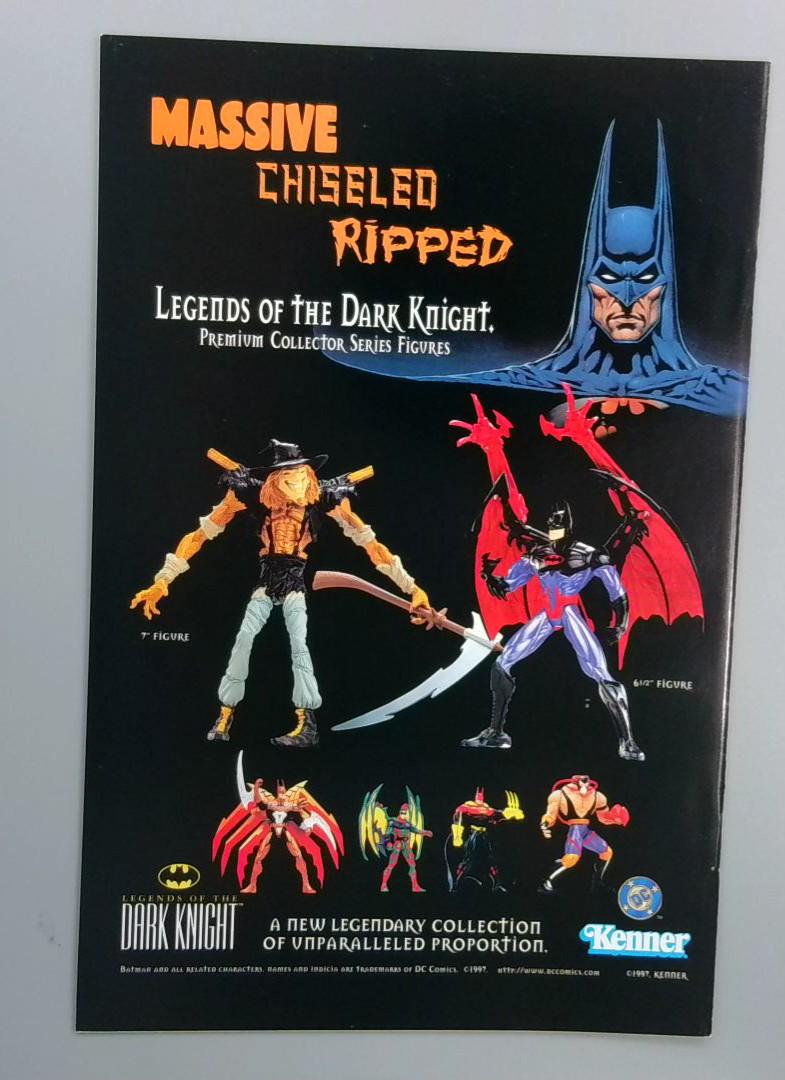 MASSIVE
CHISELED
RIPPED
LEGENDS OF THE DARK KNIGHT.
PREMIUM COLLECTOR SERIES FIGURES
7" FIGURE
6 1/2" FIGURE
LEGENDS OF THE
DARK KNIGHT™
A NEW LEGENDARY COLLECTION
OF UNPARALLELED PROPORTION.
DC™
Kenner
BATMAN AND ALL RELATED CHARACTERS, NAMES AND INDICIA ARE TRADEMARKS OF DC COMICS. ©1997. HTTP://WWW.DCCOMICS.COM ©1997, KENNER